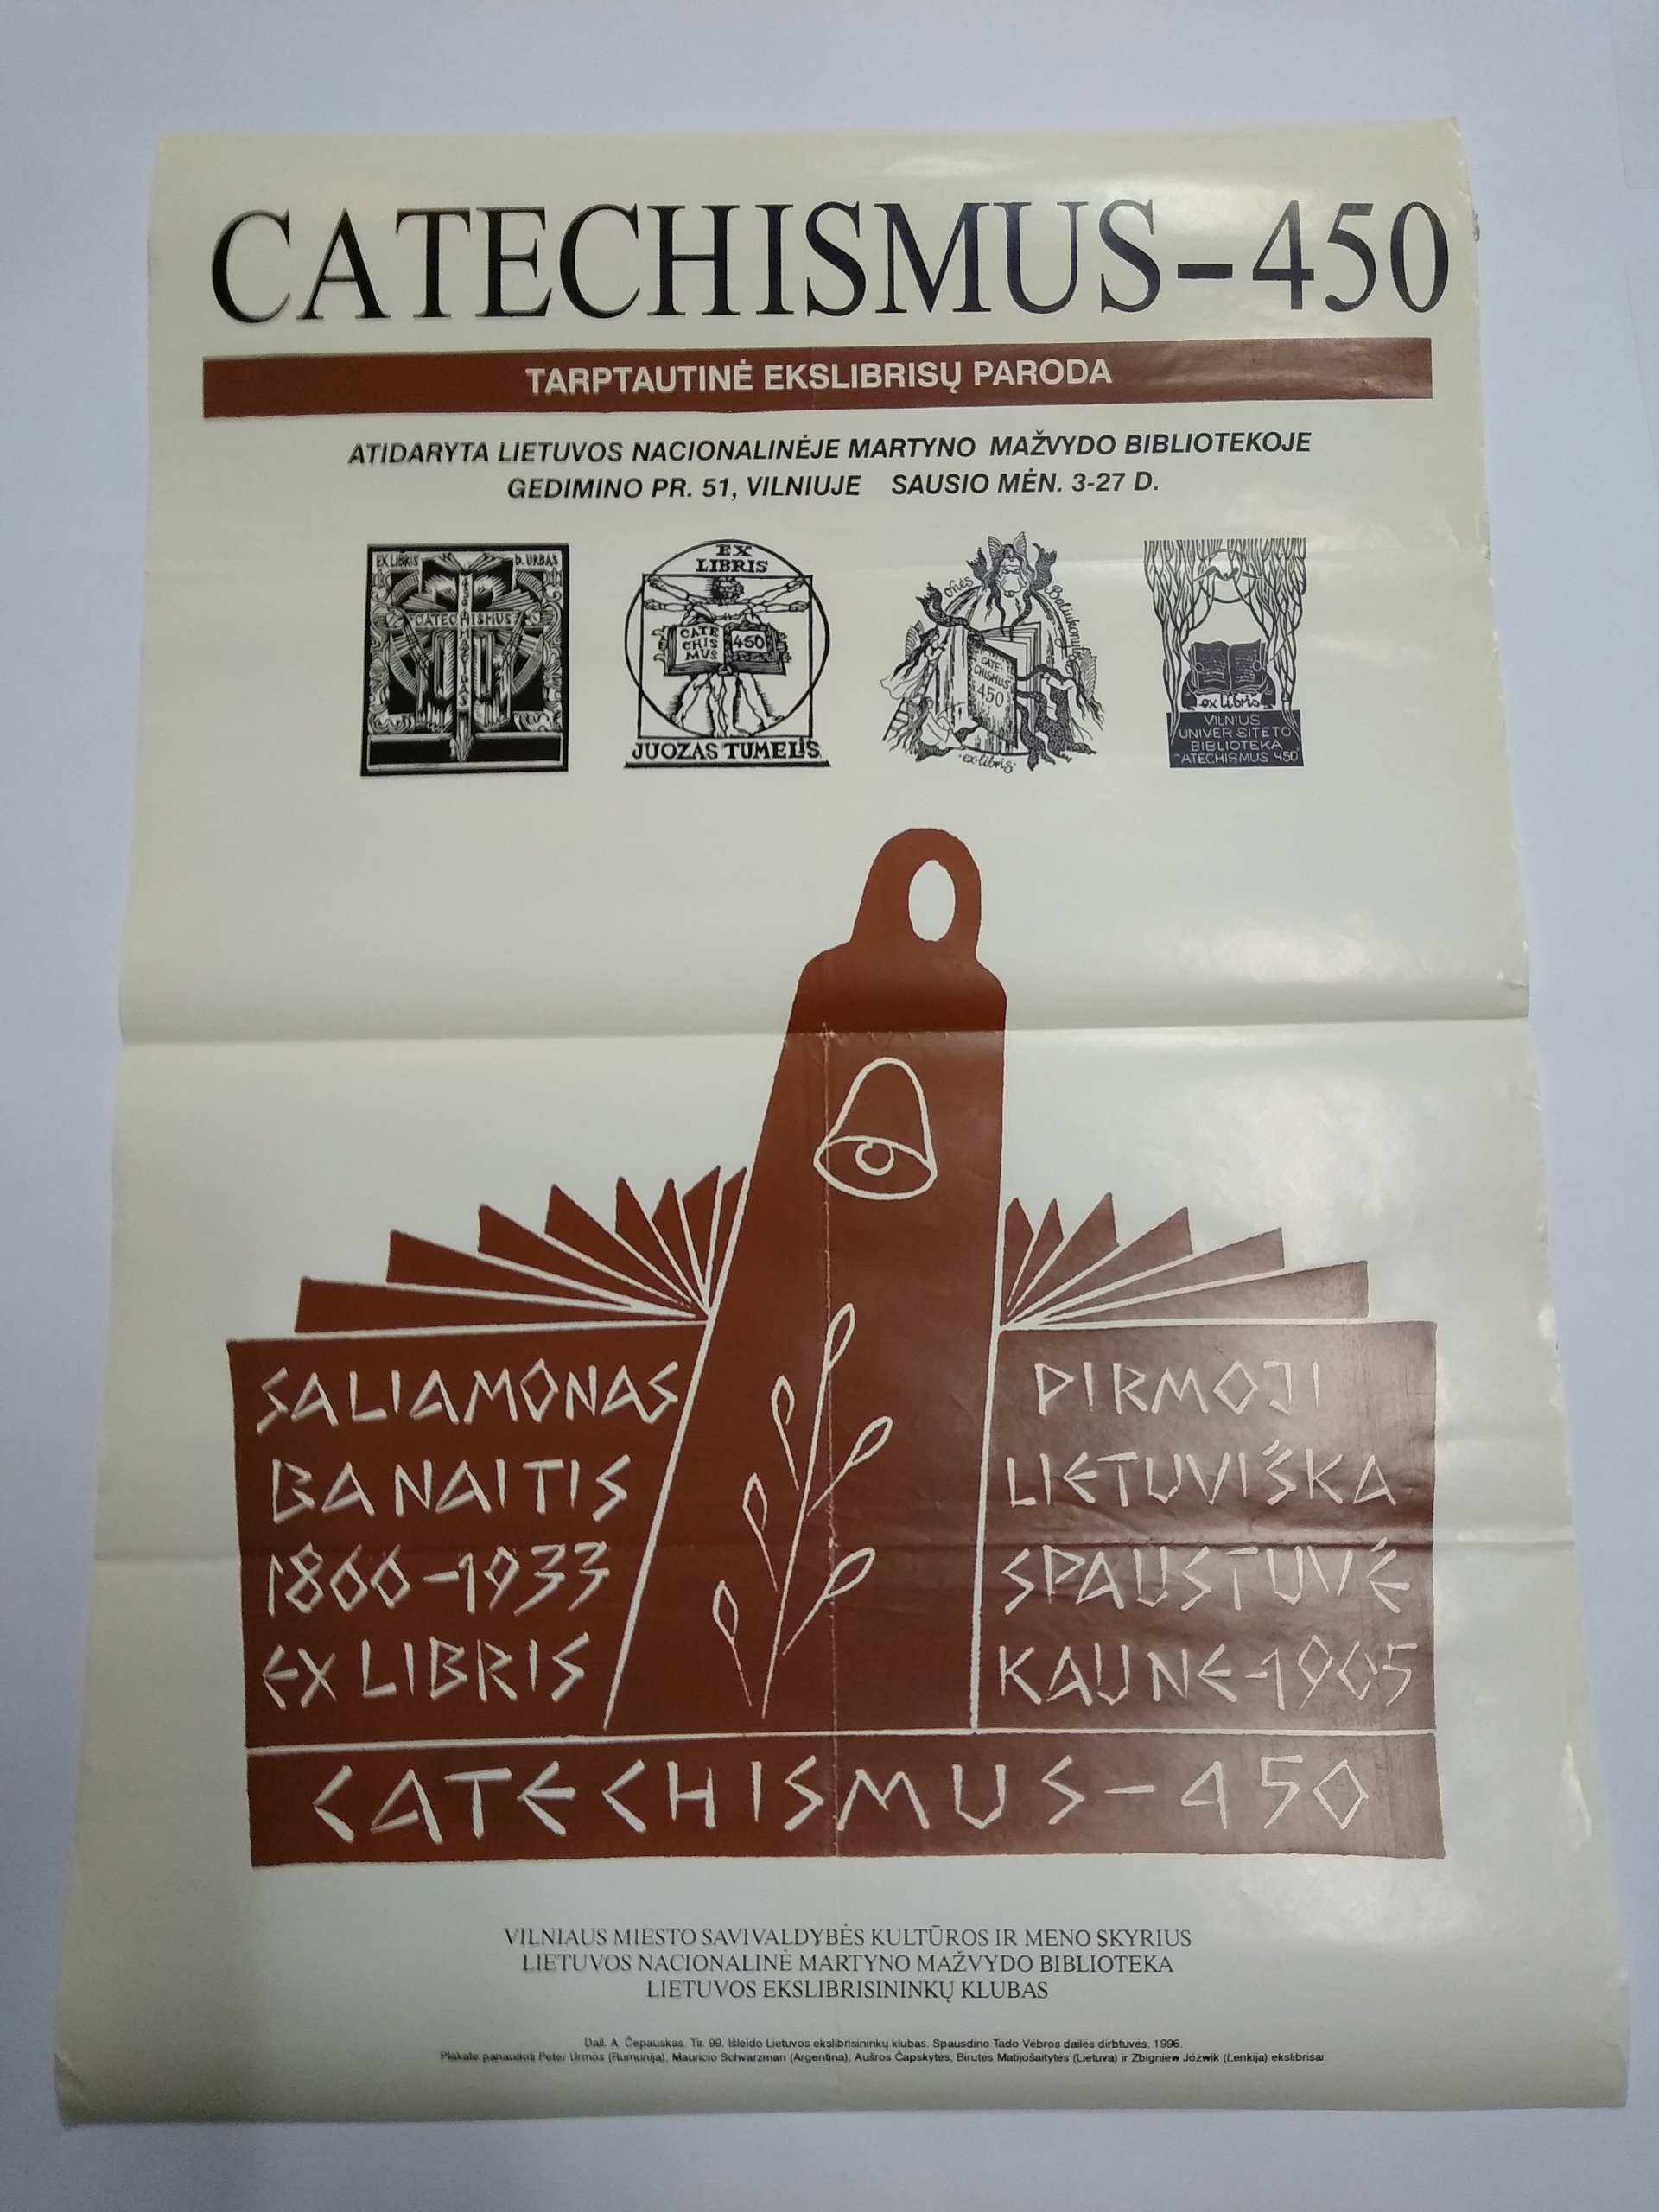 CATECHISMUS-450
TARPTAUTINĖ EKSLIBRISŲ PARODA
ATIDARYTA LIETUVOS NACIONALINĖJE MARTYNO MAŽVYDO BIBLIOTEKOJE
GEDIMINO PR. 51, VILNIUJE SAUSIO MĖN. 3-27 D.
EX LIBRIS D. URBAS
CATECHISMUS
EX
LIBRIS
CATE
CHIS
MVS
450
JUOZAS TUMELIS
Onės
CATE-
CHISMUS
450
ex-libris
ex libris
VILNIUS
UNIVERSITETO
BIBLIOTEKA
ATECHISMUS 450
SALIAMONAS
BANAITIS
1866-1933
EX LIBRIS
PIRMOJI
LIETUVIŠKA
SPAUSTUVĖ
KAUNE-1905
CATECHISMUS-450
VILNIAUS MIESTO SAVIVALDYBĖS KULTŪROS IR MENO SKYRIUS
LIETUVOS NACIONALINĖ MARTYNO MAŽVYDO BIBLIOTEKA
LIETUVOS EKSLIBRISININKŲ KLUBAS
Dail. A. Čepauskas. Tir. 99. Išleido Lietuvos ekslibrisininkų klubas. Spausdino Tado Vėbros dailės dirbtuvės. 1996.
Plakate panaudoti Peter Ürmös (Rumunija), Mauricio Schvarzman (Argentina), Aušros Čapskytės, Birutės Matijošaitytės (Lietuva) ir Zbigniew Jóźwik (Lenkija) ekslibrisai.